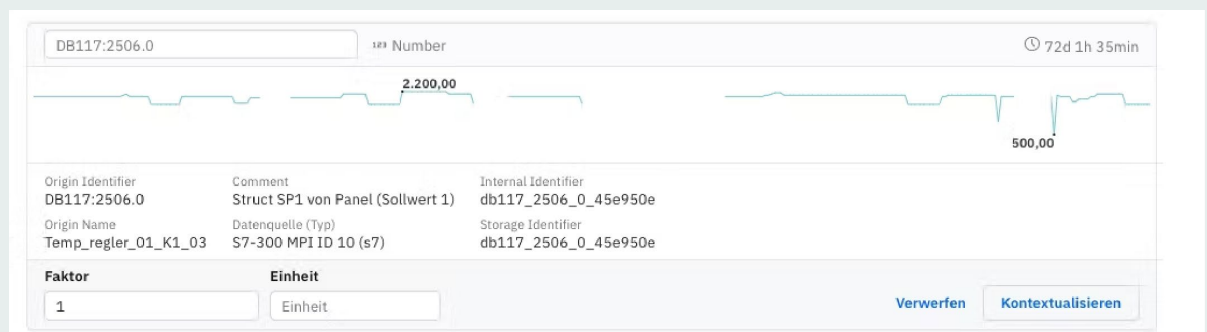 DB117:2506.0 123 Number 72d 1h 35min
2.200,00
500,00
Origin Identifier Comment Internal Identifier
DB117:2506.0 Struct SP1 von Panel (Sollwert 1) db117_2506_0_45e950e
Origin Name Datenquelle (Typ) Storage Identifier
Temp_regler_01_K1_03 S7-300 MPI ID 10 (s7) db117_2506_0_45e950e
Faktor Einheit
1 Einheit Verwerfen Kontextualisieren